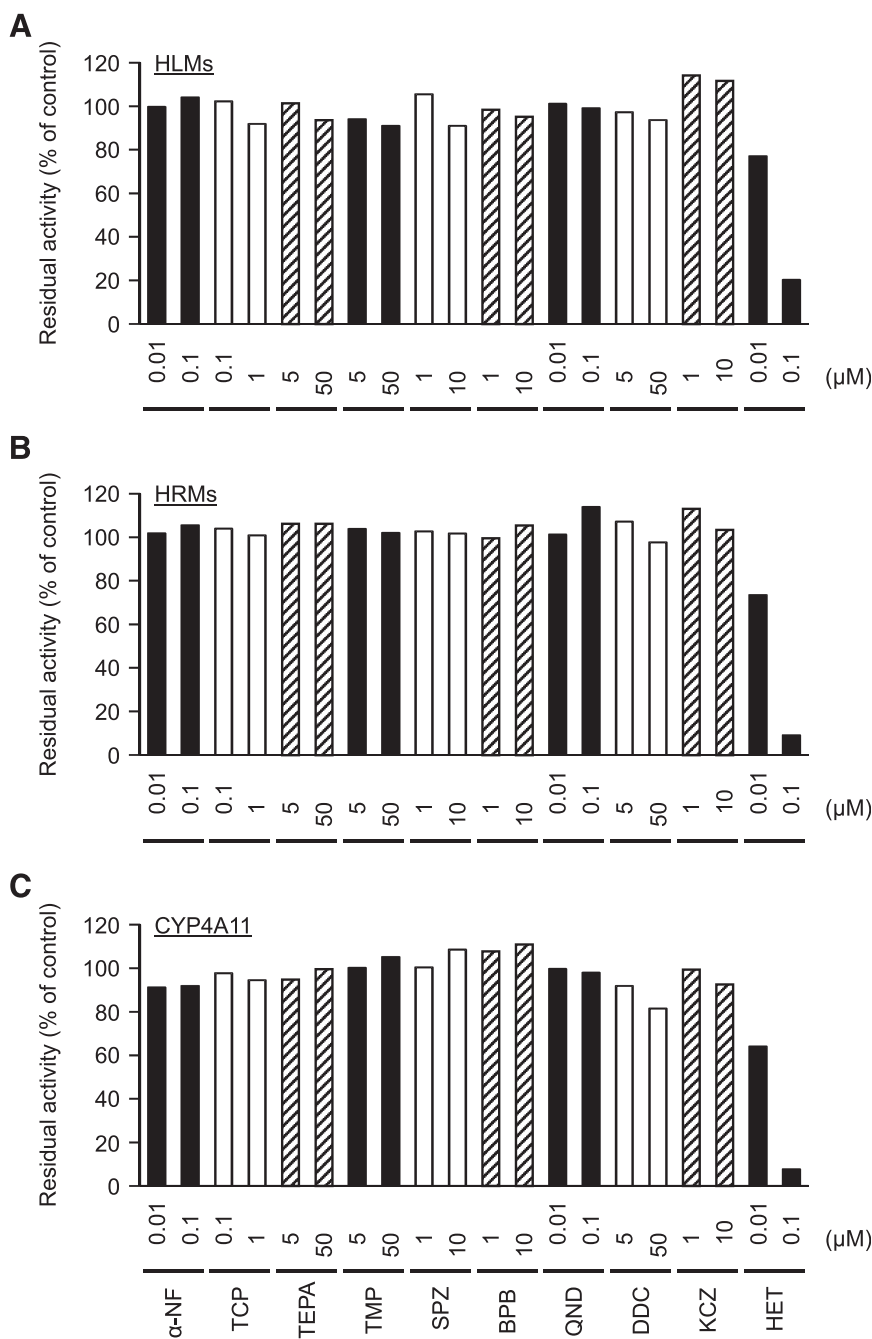 A
HLMs
Residual activity (% of control)
120
100
80
60
40
20
0
0.01 0.1 0.1 1 5 50 5 50 1 10 1 10 0.01 0.1 5 50 1 10 0.01 0.1 (μM)
B
HRMs
Residual activity (% of control)
120
100
80
60
40
20
0
0.01 0.1 0.1 1 5 50 5 50 1 10 1 10 0.01 0.1 5 50 1 10 0.01 0.1 (μM)
C
CYP4A11
Residual activity (% of control)
120
100
80
60
40
20
0
0.01 0.1 0.1 1 5 50 5 50 1 10 1 10 0.01 0.1 5 50 1 10 0.01 0.1 (μM)
α-NF TCP TEPA TMP SPZ BPB QND DDC KCZ HET